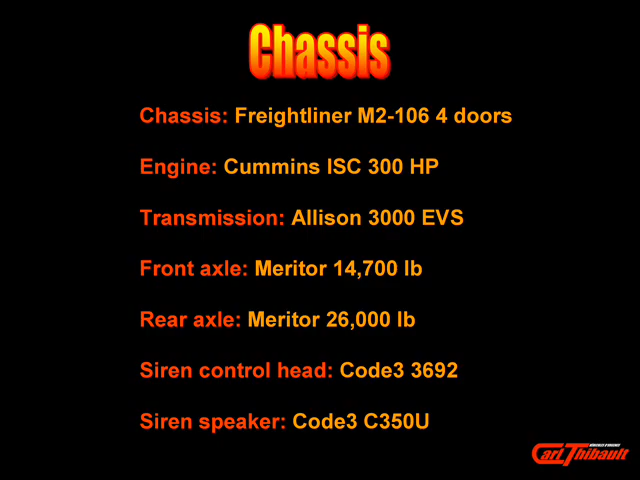 Chassis
Chassis: Freightliner M2-106 4 doors
Engine: Cummins ISC 300 HP
Transmission: Allison 3000 EVS
Front axle: Meritor 14,700 lb
Rear axle: Meritor 26,000 lb
Siren control head: Code3 3692
Siren speaker: Code3 C350U
Carl Thibault